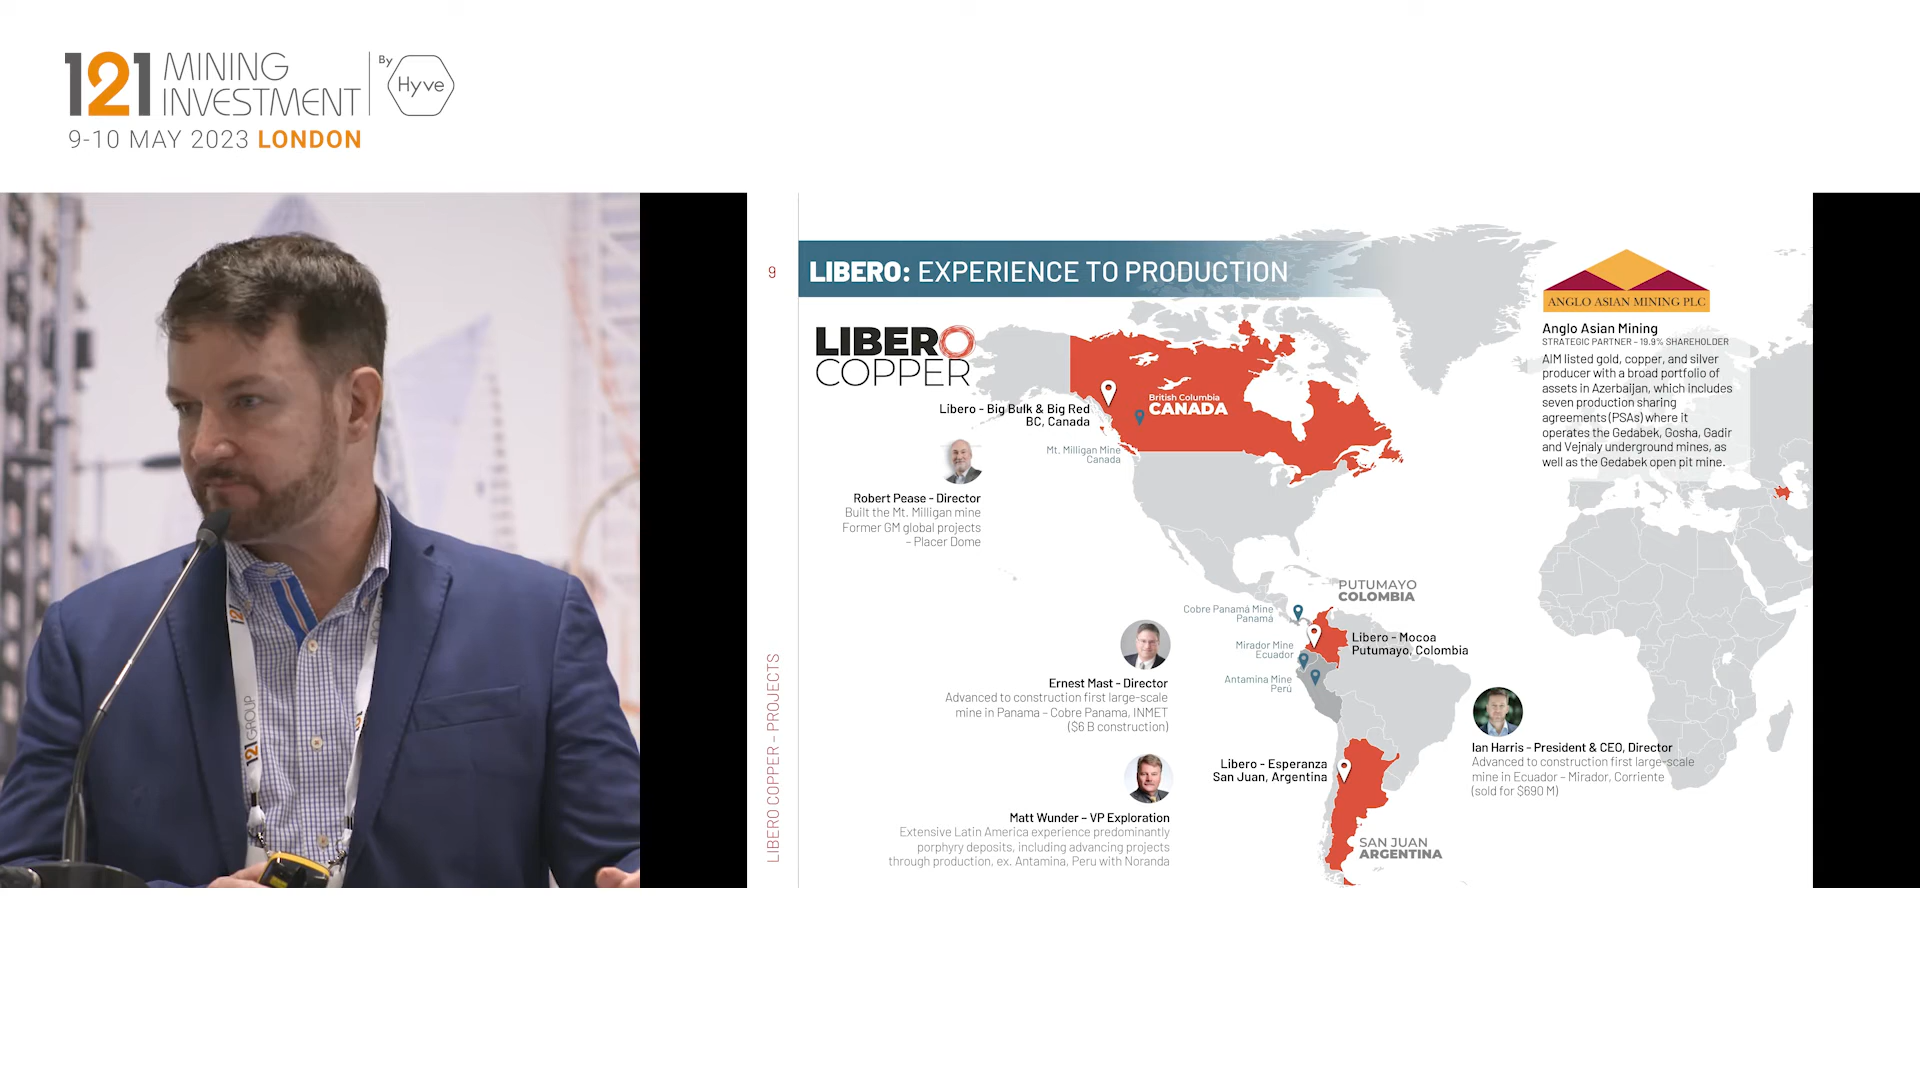 121 MINING INVESTMENT
By Hyve
9-10 MAY 2023 LONDON
121
121 GROUP
9
LIBERO COPPER – PROJECTS
LIBERO: EXPERIENCE TO PRODUCTION
LIBERO
COPPER
Libero - Big Bulk & Big Red
BC, Canada
British Columbia
CANADA
Mt. Milligan Mine
Canada
Robert Pease - Director
Built the Mt. Milligan mine
Former GM global projects
– Placer Dome
ANGLO ASIAN MINING PLC
Anglo Asian Mining
STRATEGIC PARTNER – 19.9% SHAREHOLDER
AIM listed gold, copper, and silver
producer with a broad portfolio of
assets in Azerbaijan, which includes
seven production sharing
agreements (PSAs) where it
operates the Gedabek, Gosha, Gadir
and Vejnaly underground mines, as
well as the Gedabek open pit mine.
PUTUMAYO
COLOMBIA
Cobre Panamá Mine
Panamá
Libero - Mocoa
Putumayo, Colombia
Mirador Mine
Ecuador
Antamina Mine
Perú
Ernest Mast - Director
Advanced to construction first large-scale
mine in Panama – Cobre Panama, INMET
($6 B construction)
Ian Harris - President & CEO, Director
Advanced to construction first large-scale
mine in Ecuador – Mirador, Corriente
(sold for $690 M)
Libero - Esperanza
San Juan, Argentina
Matt Wunder – VP Exploration
Extensive Latin America experience predominantly
porphyry deposits, including advancing projects
through production, ex. Antamina, Peru with Noranda
SAN JUAN
ARGENTINA